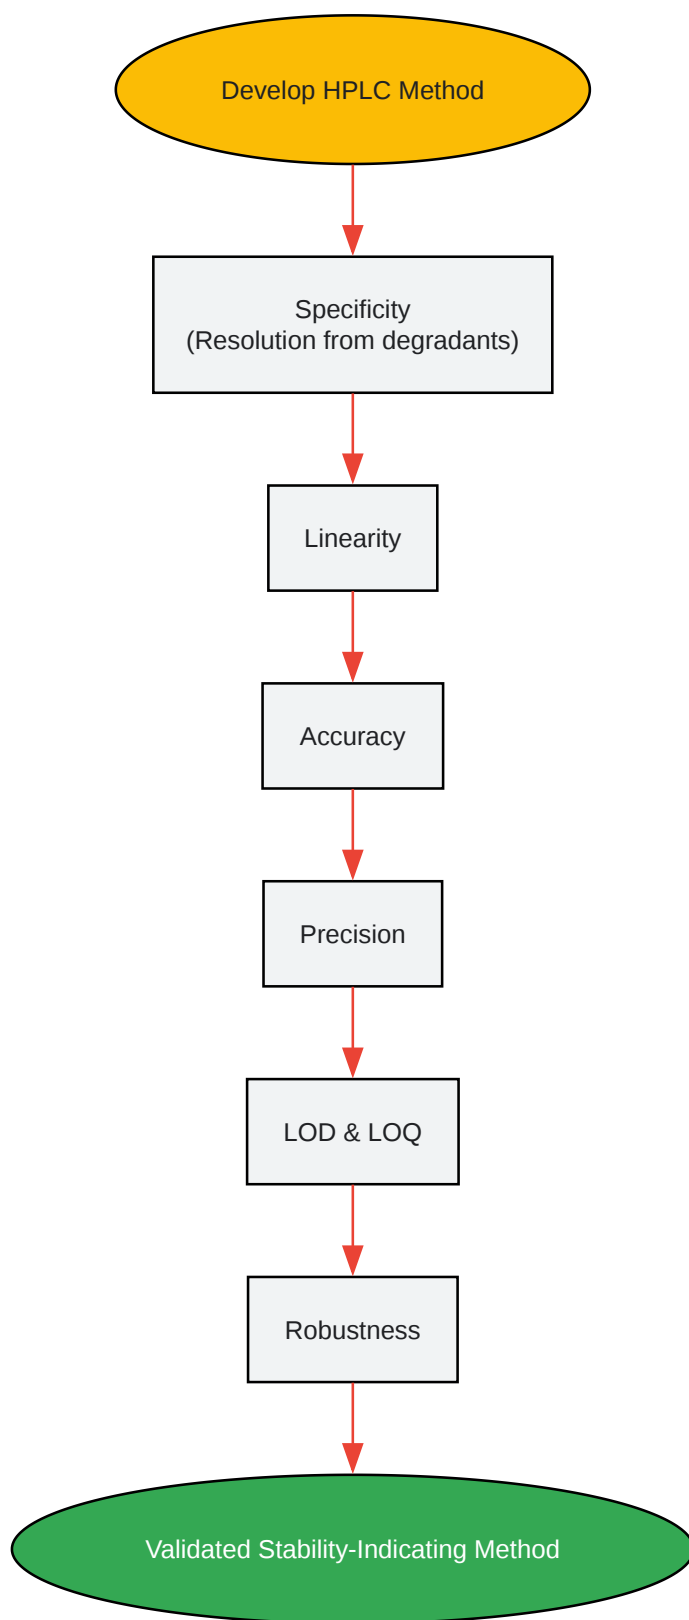 Develop HPLC Method
Specificity
(Resolution from degradants)
Linearity
Accuracy
Precision
LOD & LOQ
Robustness
Validated Stability-Indicating Method